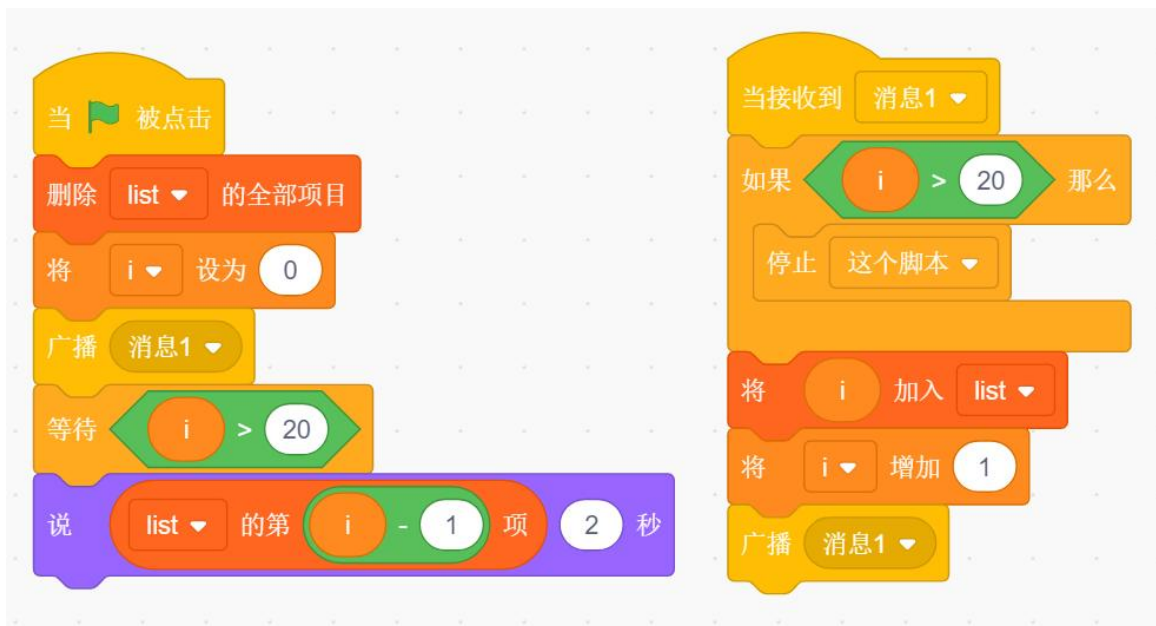 当 被点击
删除 list 的全部项目
将 i 设为 0
广播 消息1
等待 i > 20
说 list 的第 i - 1 项 2 秒
当接收到 消息1
如果 i > 20 那么
停止 这个脚本
将 i 加入 list
将 i 增加 1
广播 消息1